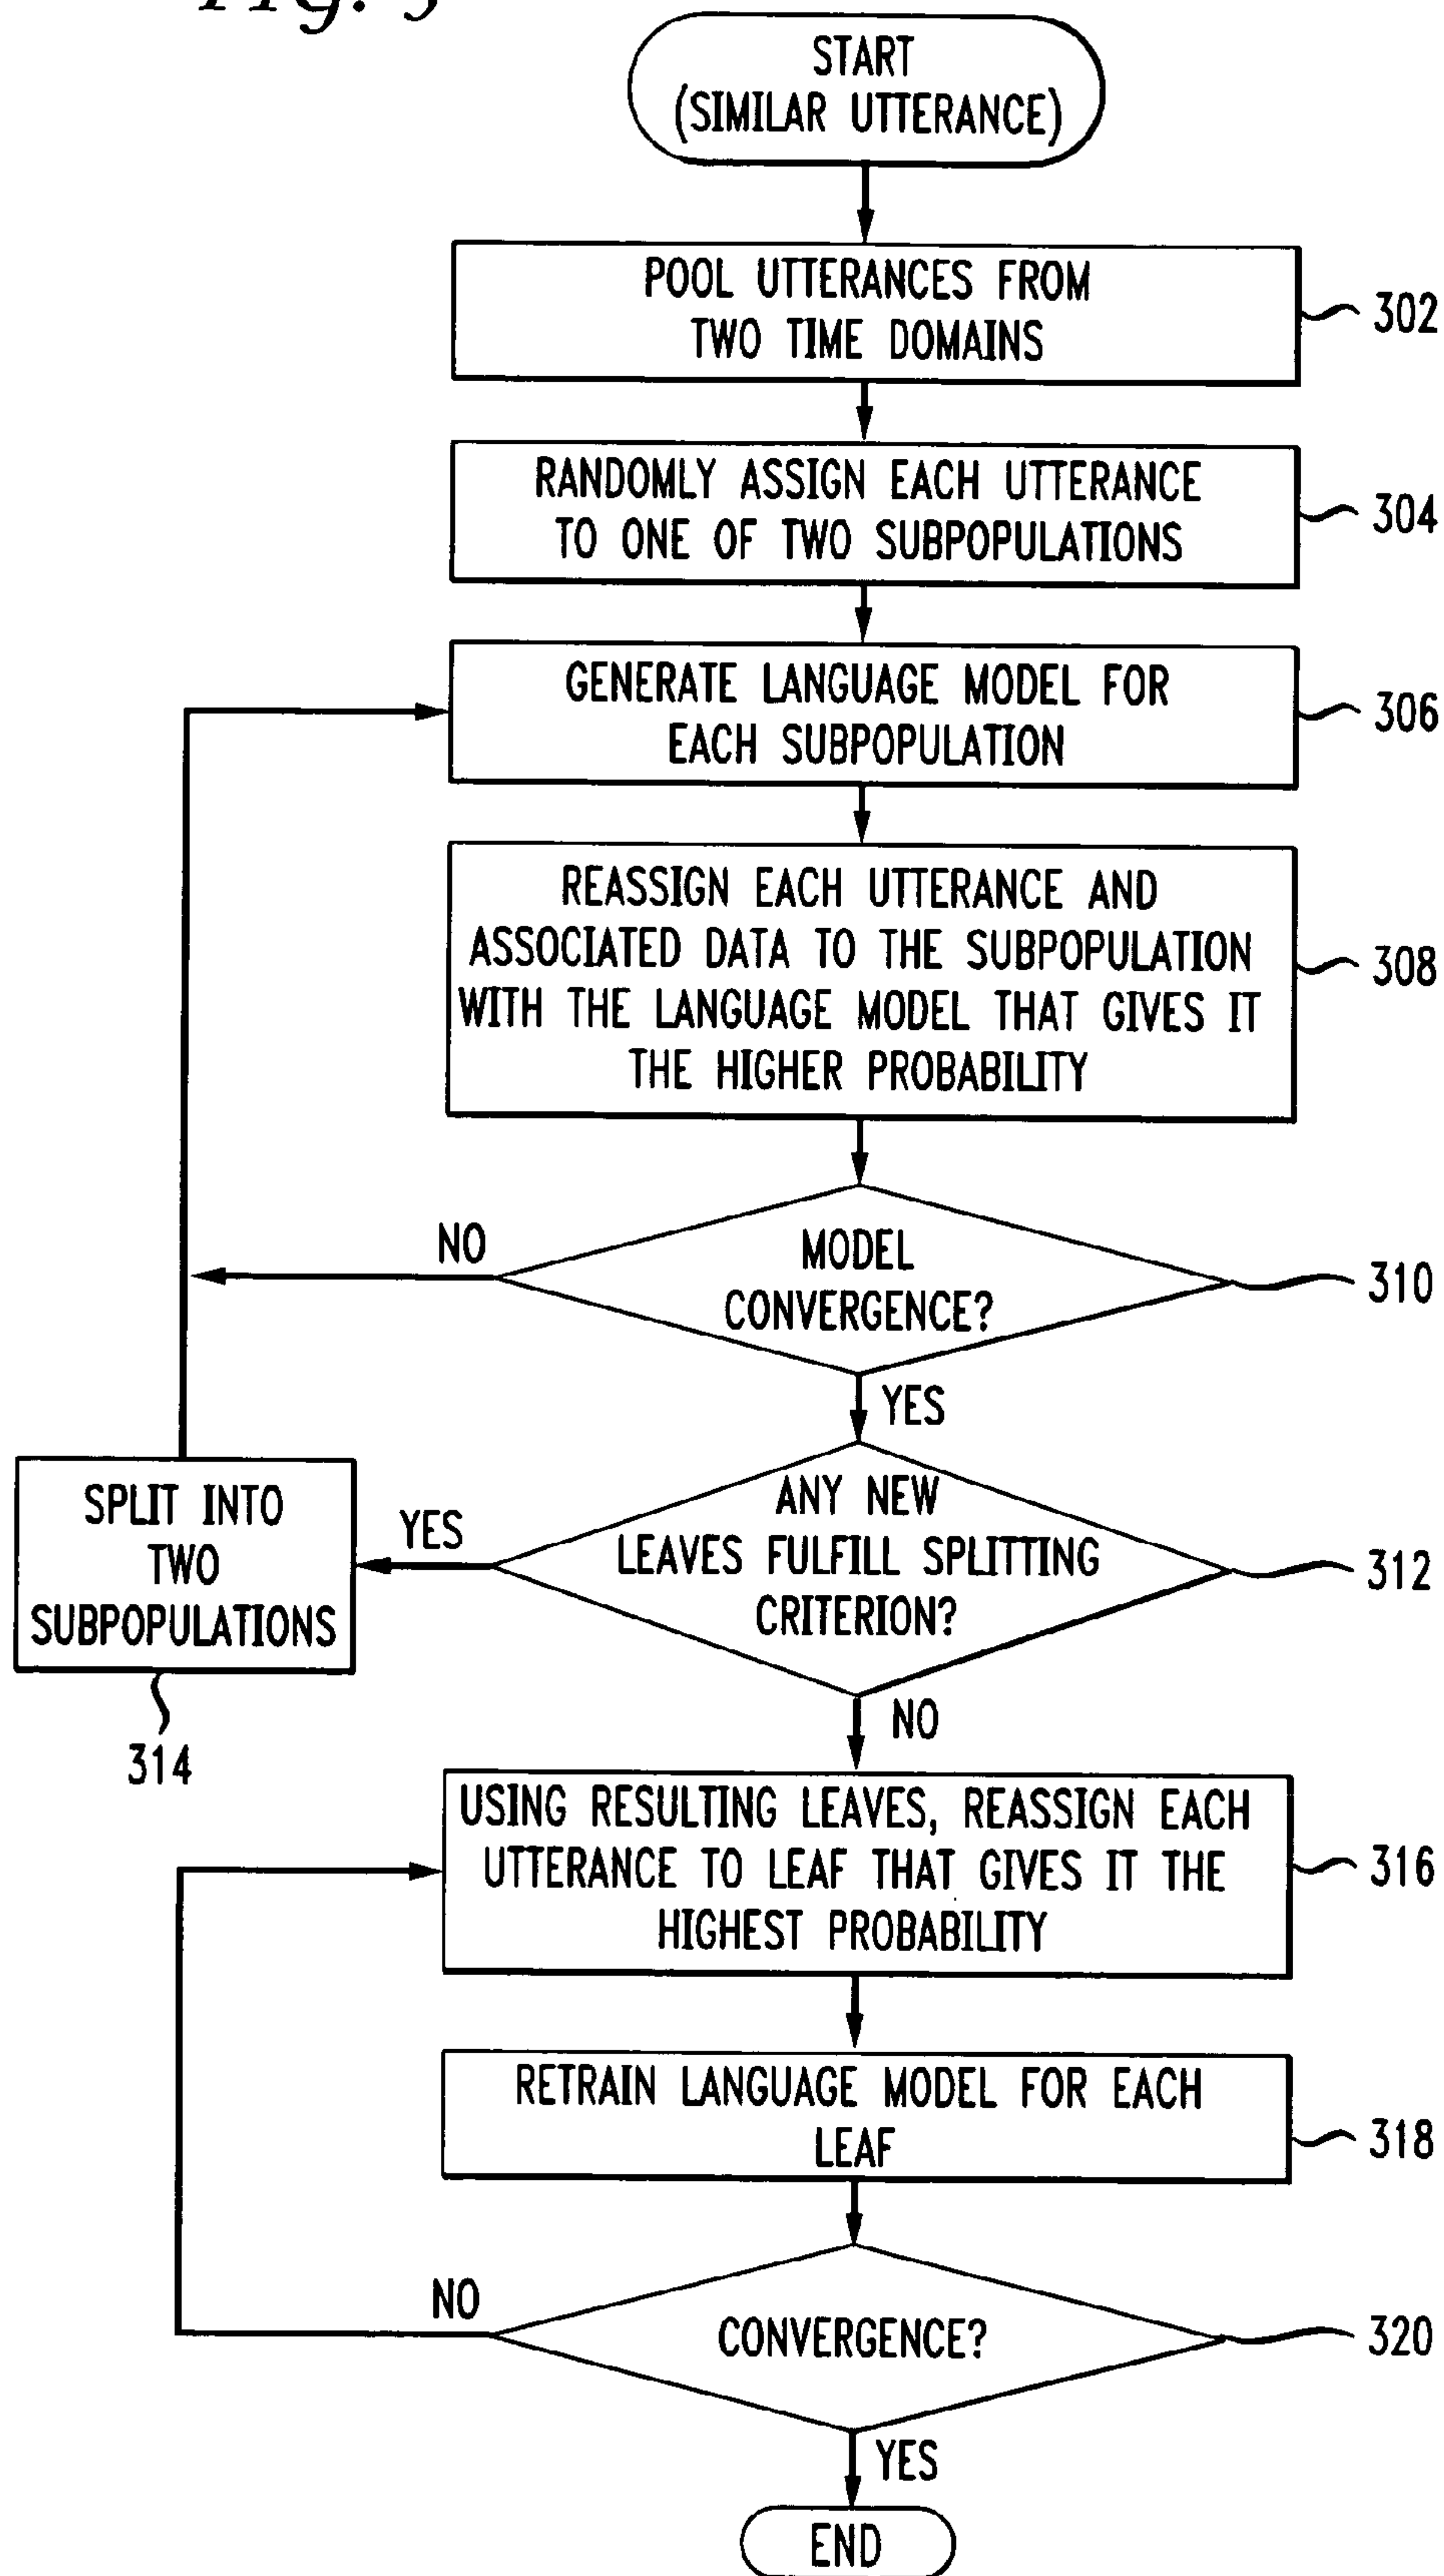 Fig. 3
START
(SIMILAR UTTERANCE)
POOL UTTERANCES FROM
TWO TIME DOMAINS
302
RANDOMLY ASSIGN EACH UTTERANCE
TO ONE OF TWO SUBPOPULATIONS
304
GENERATE LANGUAGE MODEL FOR
EACH SUBPOPULATION
306
REASSIGN EACH UTTERANCE AND
ASSOCIATED DATA TO THE SUBPOPULATION
WITH THE LANGUAGE MODEL THAT GIVES IT
THE HIGHER PROBABILITY
308
NO
MODEL
CONVERGENCE?
310
YES
SPLIT INTO
TWO
SUBPOPULATIONS
314
YES
ANY NEW
LEAVES FULFILL SPLITTING
CRITERION?
312
NO
USING RESULTING LEAVES, REASSIGN EACH
UTTERANCE TO LEAF THAT GIVES IT THE
HIGHEST PROBABILITY
316
RETRAIN LANGUAGE MODEL FOR EACH
LEAF
318
NO
CONVERGENCE?
320
YES
END